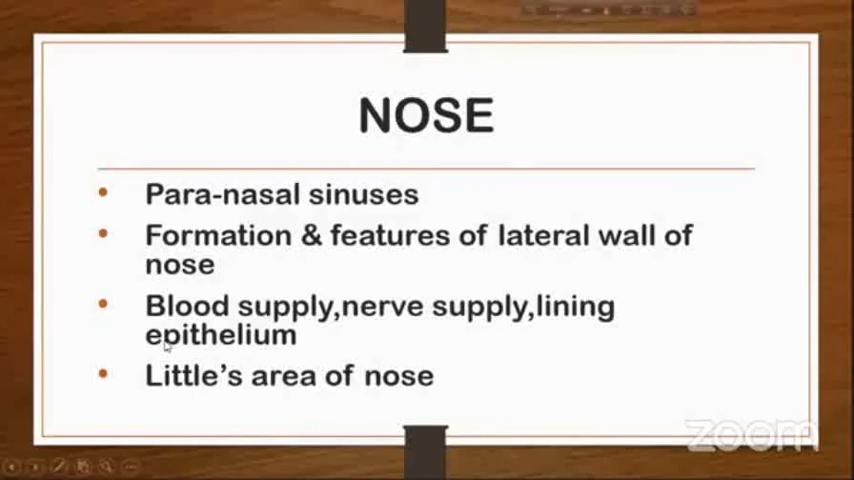 NOSE
Para-nasal sinuses
Formation & features of lateral wall of
nose
Blood supply,nerve supply,lining
epithelium
Little's area of nose
zoom